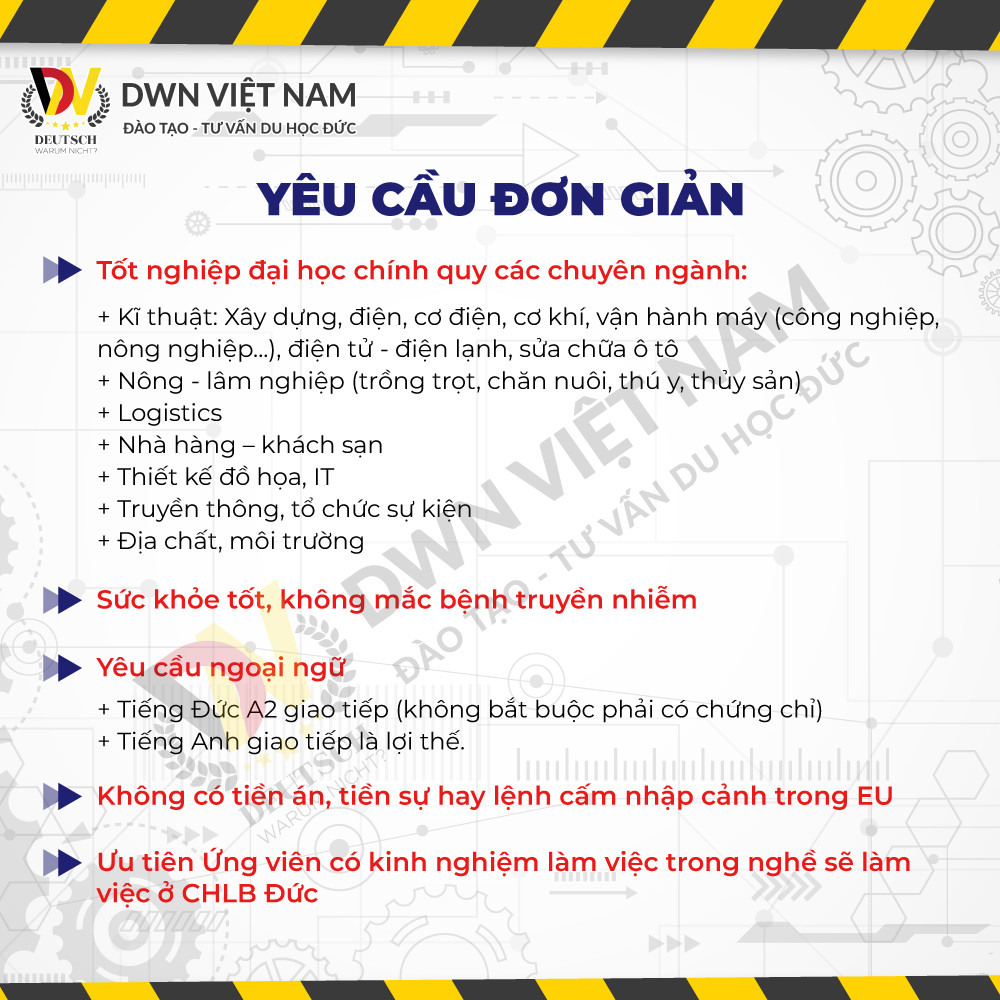 DWN VIỆT NAM
ĐÀO TẠO - TƯ VẤN DU HỌC ĐỨC
DEUTSCH
WARUM NICHT?
YÊU CẦU ĐƠN GIẢN
Tốt nghiệp đại học chính quy các chuyên ngành:
+ Kĩ thuật: Xây dựng, điện, cơ điện, cơ khí, vận hành máy (công nghiệp,
nông nghiệp...), điện tử - điện lạnh, sửa chữa ô tô
+ Nông - lâm nghiệp (trồng trọt, chăn nuôi, thú y, thủy sản)
+ Logistics
+ Nhà hàng – khách sạn
+ Thiết kế đồ họa, IT
+ Truyền thông, tổ chức sự kiện
+ Địa chất, môi trường
Sức khỏe tốt, không mắc bệnh truyền nhiễm
Yêu cầu ngoại ngữ
+ Tiếng Đức A2 giao tiếp (không bắt buộc phải có chứng chỉ)
+ Tiếng Anh giao tiếp là lợi thế.
Không có tiền án, tiền sự hay lệnh cấm nhập cảnh trong EU
Ưu tiên Ứng viên có kinh nghiệm làm việc trong nghề sẽ làm
việc ở CHLB Đức
DWN VIỆT NAM
ĐÀO TẠO - TƯ VẤN DU HỌC ĐỨC
DEUTSCH
WARUM NICHT?